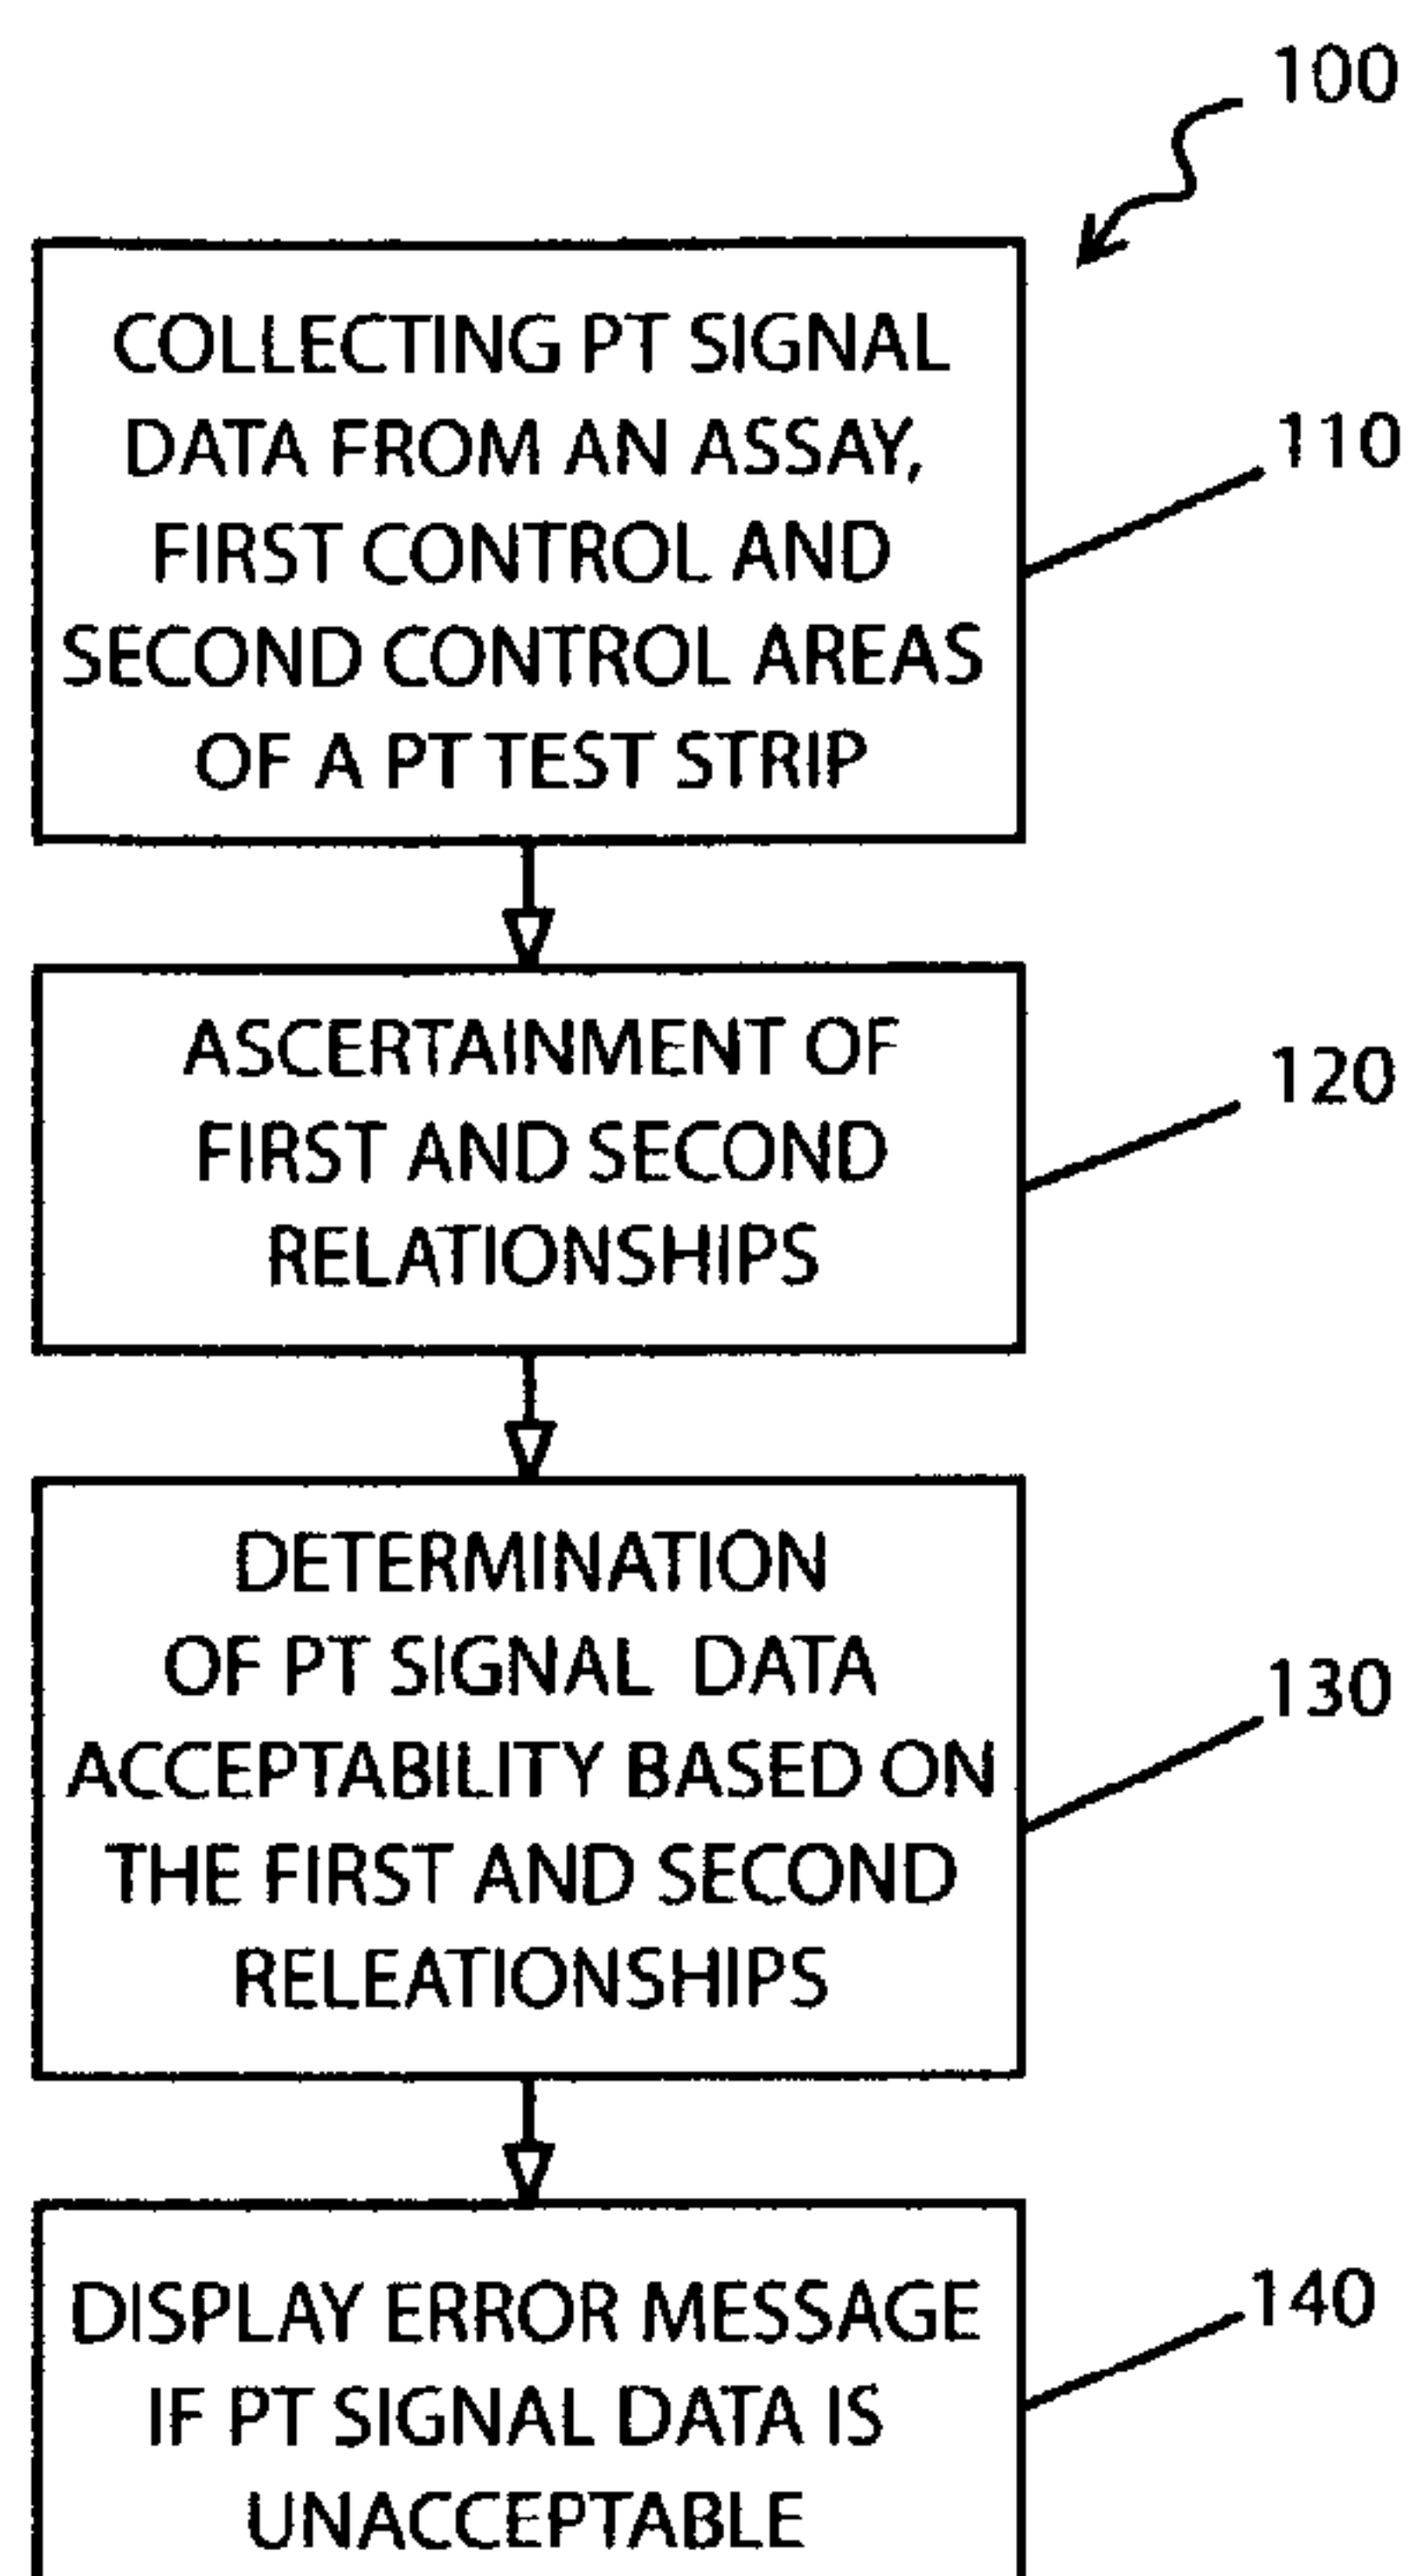 100
COLLECTING PT SIGNAL
DATA FROM AN ASSAY,
FIRST CONTROL AND
SECOND CONTROL AREAS
OF A PT TEST STRIP
110
ASCERTAINMENT OF
FIRST AND SECOND
RELATIONSHIPS
120
DETERMINATION
OF PT SIGNAL DATA
ACCEPTABILITY BASED ON
THE FIRST AND SECOND
RELEATIONSHIPS
130
DISPLAY ERROR MESSAGE
IF PT SIGNAL DATA IS
UNACCEPTABLE
140